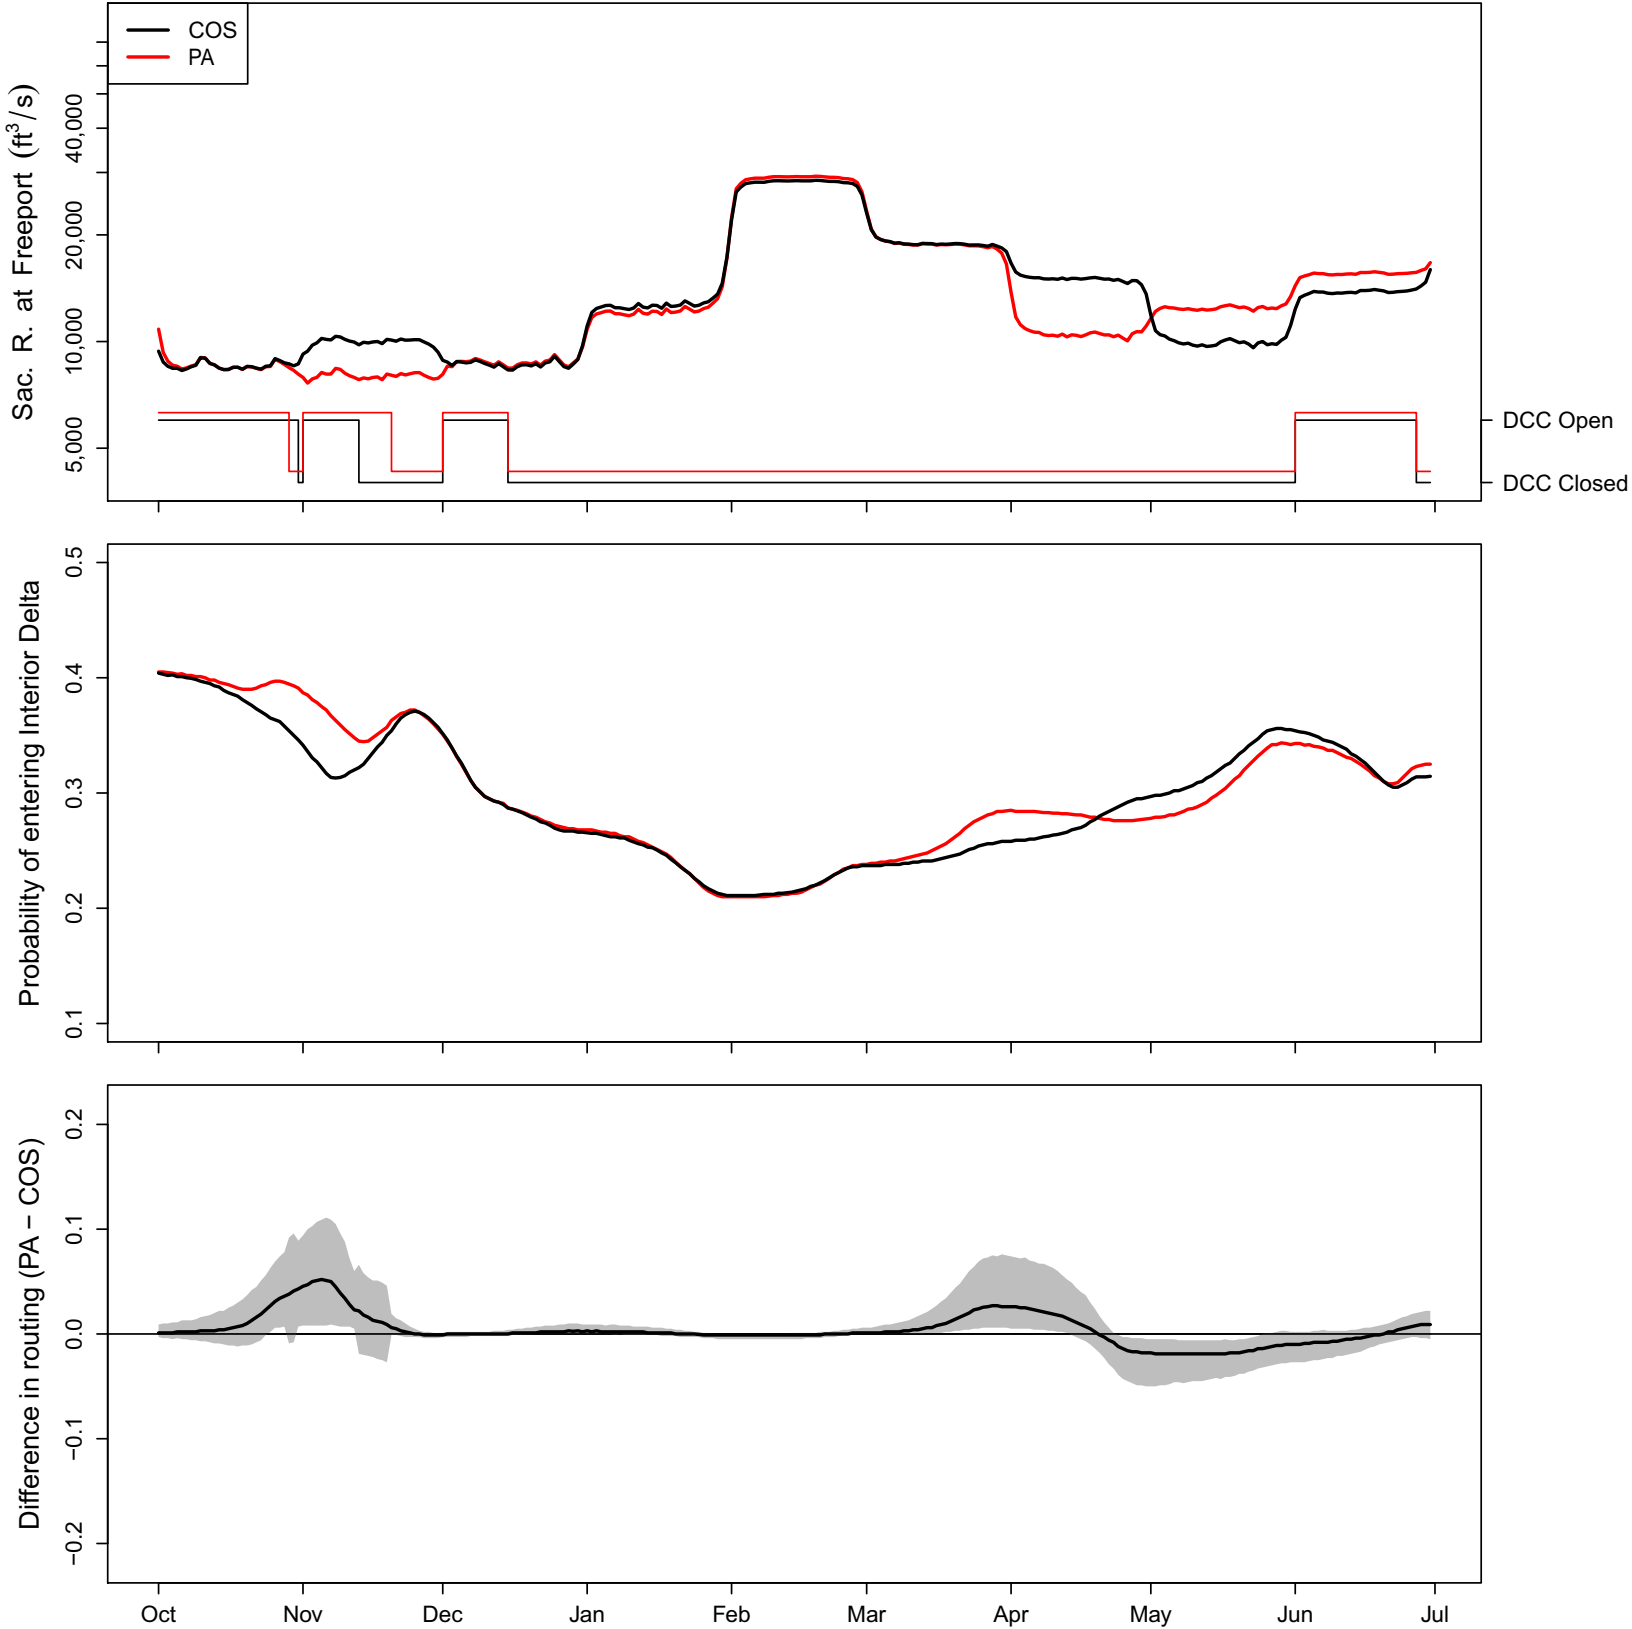 COS
PA
Sac. R. at Freeport (ft³/s)
40,000
20,000
10,000
5,000
DCC Open
DCC Closed
Probability of entering Interior Delta
0.5
0.4
0.3
0.2
0.1
Difference in routing (PA − COS)
0.2
0.1
0.0
−0.1
−0.2
Oct Nov Dec Jan Feb Mar Apr May Jun Jul